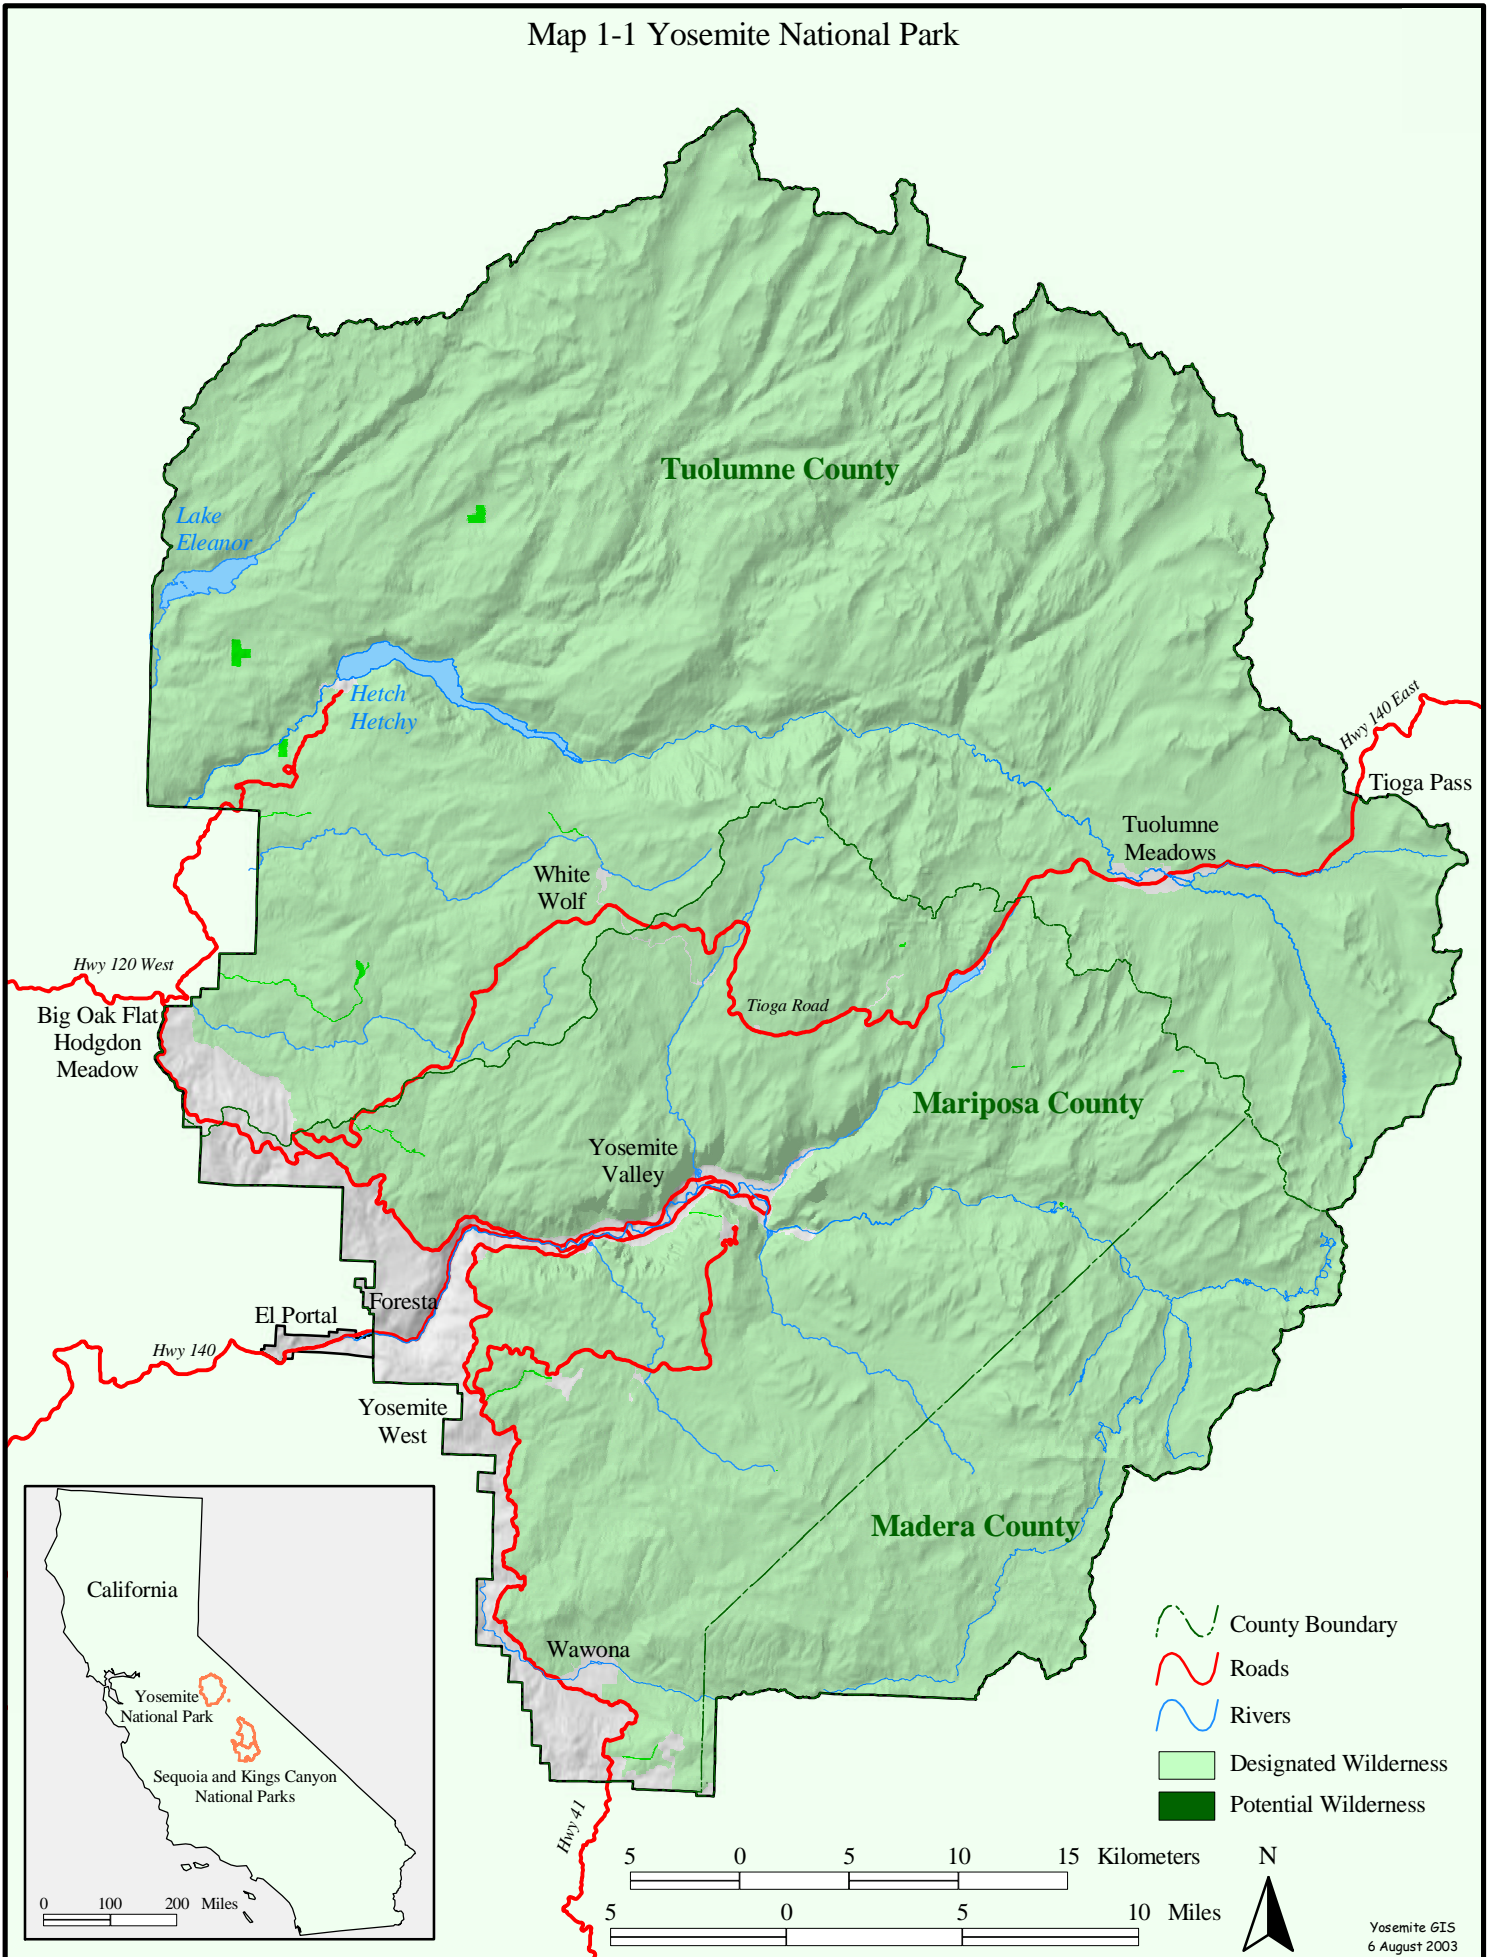 Map 1-1 Yosemite National Park
Tuolumne County
Lake
Eleanor
Hetch
Hetchy
Hwy 140 East
Tioga Pass
Tuolumne
Meadows
White
Wolf
Hwy 120 West
Tioga Road
Big Oak Flat
Hodgdon
Meadow
Mariposa County
Yosemite
Valley
Foresta
El Portal
Hwy 140
Yosemite
West
Madera County
Wawona
Hwy 41
California
Yosemite
National Park
Sequoia and Kings Canyon
National Parks
0 100 200 Miles
County Boundary
Roads
Rivers
Designated Wilderness
Potential Wilderness
5 0 5 10 15 Kilometers
5 0 5 10 Miles
N
Yosemite GIS
6 August 2003